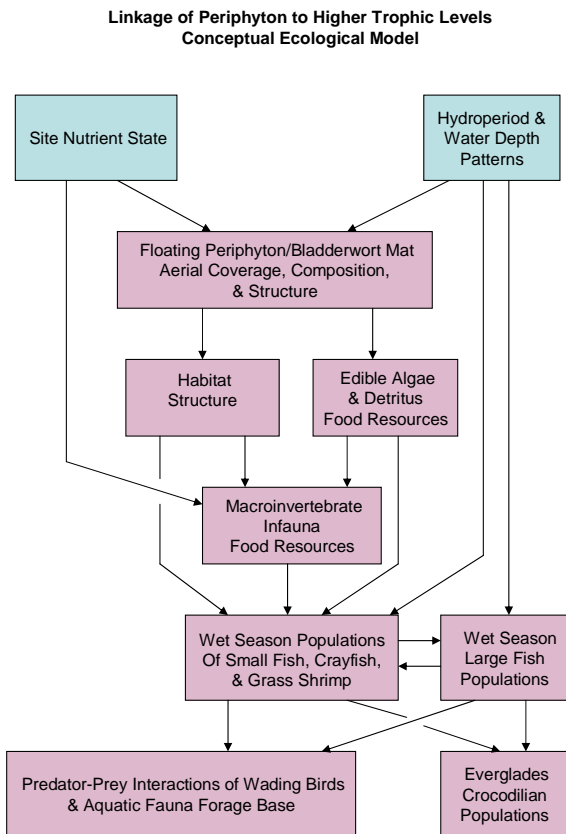 Linkage of Periphyton to Higher Trophic Levels
Conceptual Ecological Model
Site Nutrient State
Hydroperiod &
Water Depth
Patterns
Floating Periphyton/Bladderwort Mat
Aerial Coverage, Composition,
& Structure
Habitat
Structure
Edible Algae
& Detritus
Food Resources
Macroinvertebrate
Infauna
Food Resources
Wet Season Populations
Of Small Fish, Crayfish,
& Grass Shrimp
Wet Season
Large Fish
Populations
Predator-Prey Interactions of Wading Birds
& Aquatic Fauna Forage Base
Everglades
Crocodilian
Populations